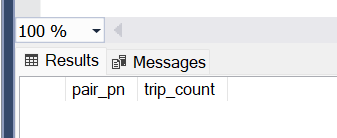 100 %
Results Messages
pair_pn trip_count